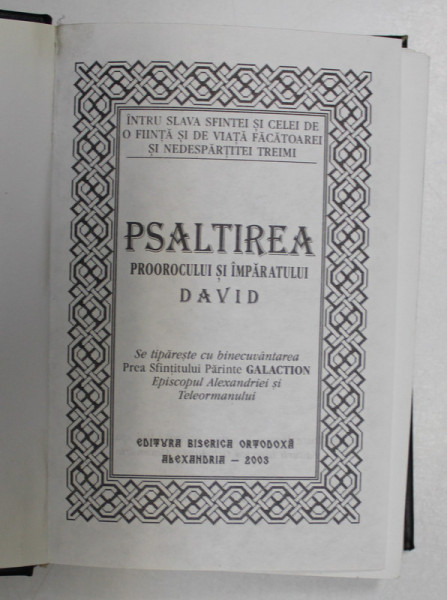 ÎNTRU SLAVA SFINTEI ȘI CELEI DE
O FIINȚĂ ȘI DE VIAȚĂ FĂCĂTOAREI
ȘI NEDESPĂRȚITEI TREIMI
PSALTIREA
PROOROCULUI ȘI ÎMPĂRATULUI
DAVID
Se tipărește cu binecuvântarea
Prea Sfințitului Părinte GALACTION
Episcopul Alexandriei și
Teleormanului
EDITURA BISERICA ORTODOXĂ
ALEXANDRIA – 2003